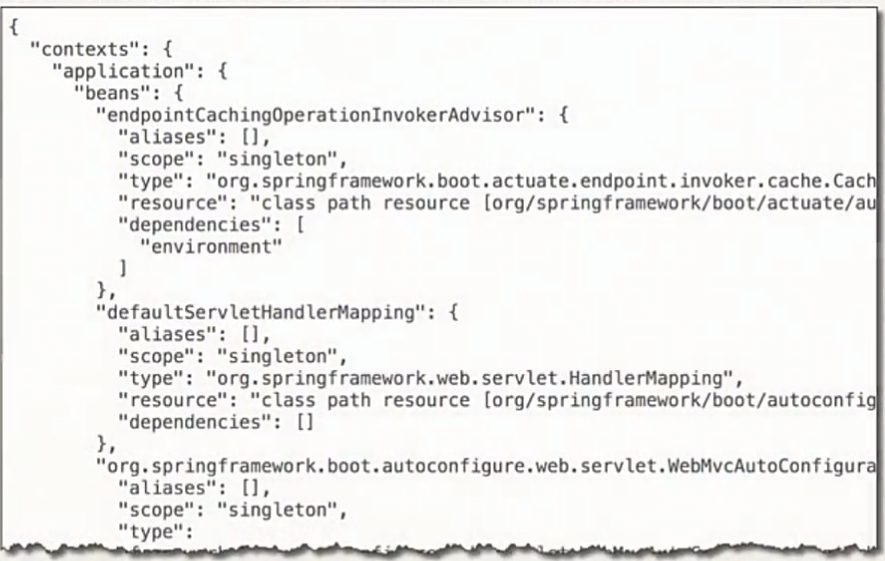 {
"contexts": {
"application": {
"beans": {
"endpointCachingOperationInvokerAdvisor": {
"aliases": [],
"scope": "singleton",
"type": "org.springframework.boot.actuate.endpoint.invoker.cache.Cach
"resource": "class path resource [org/springframework/boot/actuate/au
"dependencies": [
"environment"
]
},
"defaultServletHandlerMapping": {
"aliases": [],
"scope": "singleton",
"type": "org.springframework.web.servlet.HandlerMapping",
"resource": "class path resource [org/springframework/boot/autoconfig
"dependencies": []
},
"org.springframework.boot.autoconfigure.web.servlet.WebMvcAutoConfigura
"aliases": [],
"scope": "singleton",
"type":